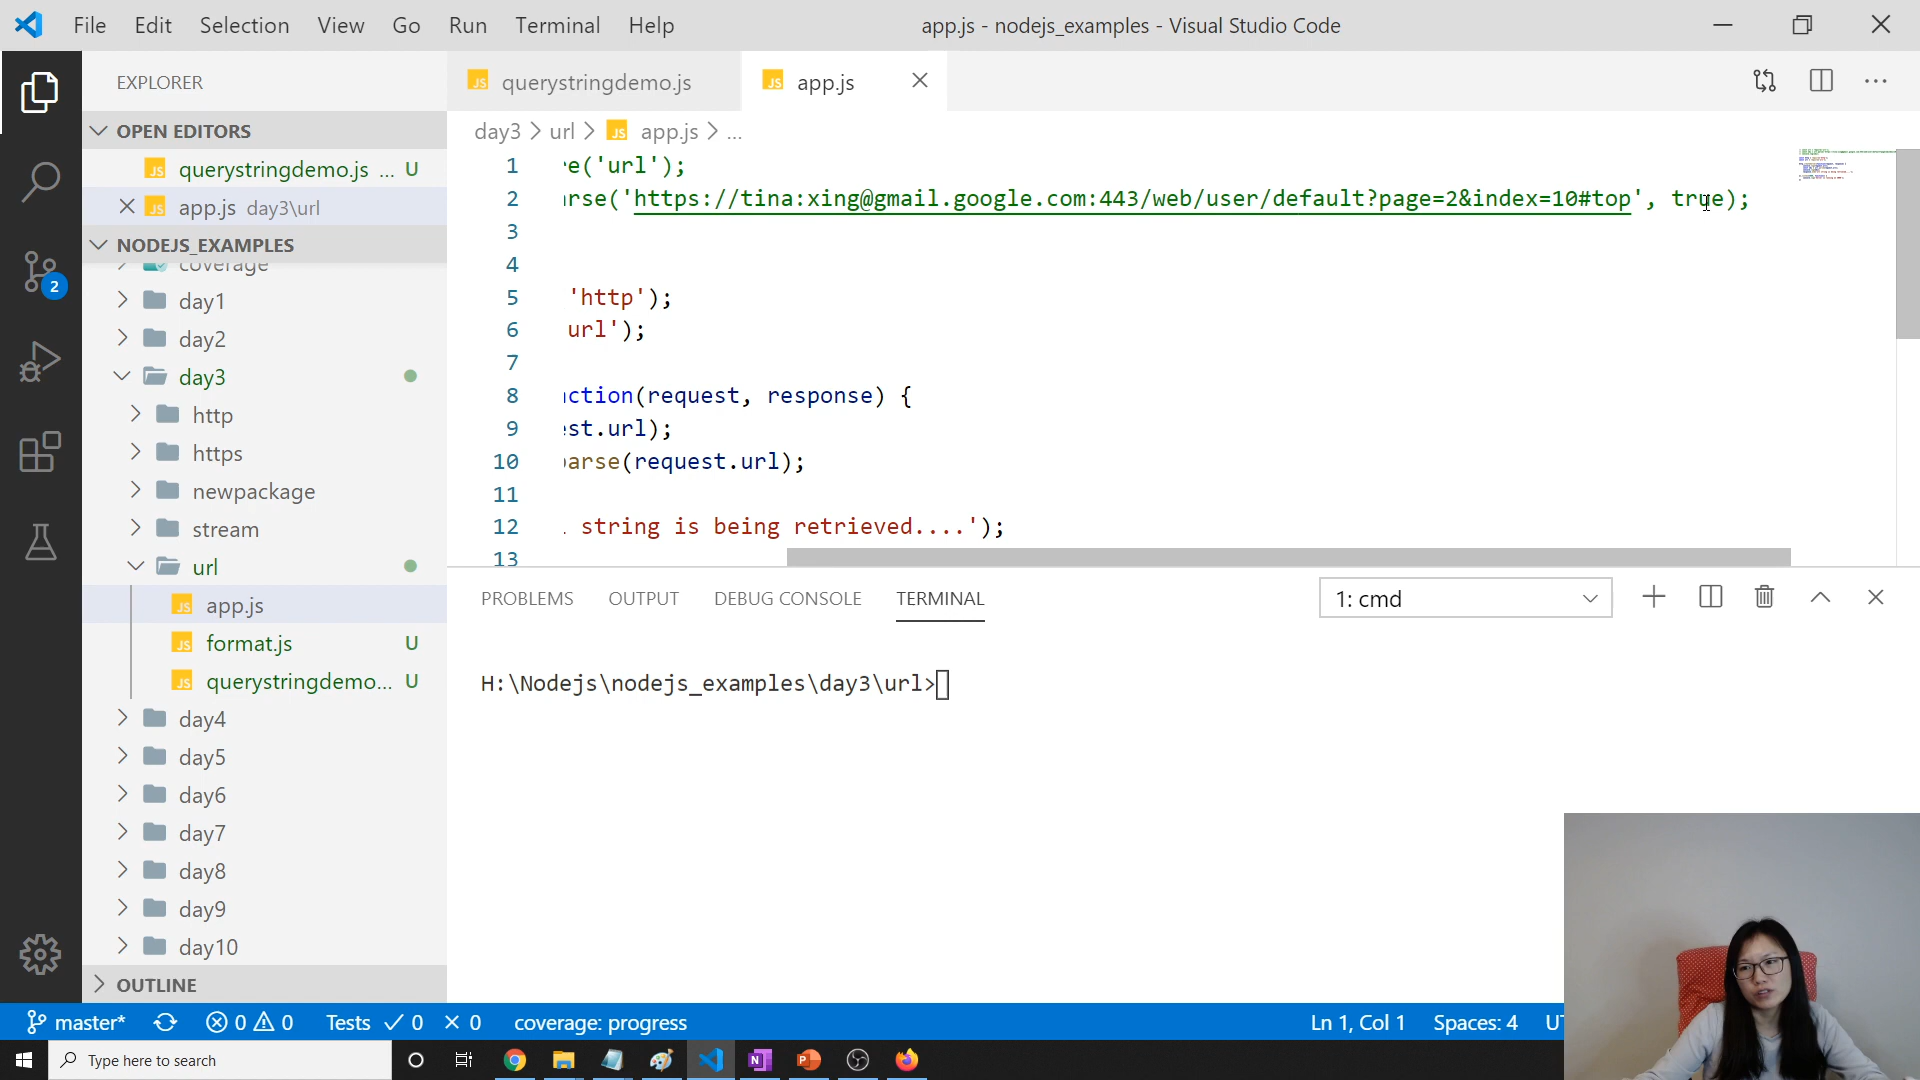 File Edit Selection View Go Run Terminal Help
app.js - nodejs_examples - Visual Studio Code
EXPLORER
OPEN EDITORS
querystringdemo.js ... U
app.js day3\url
NODEJS_EXAMPLES
coverage
day1
day2
day3
http
https
newpackage
stream
url
app.js
format.js U
querystringdemo... U
day4
day5
day6
day7
day8
day9
day10
OUTLINE
querystringdemo.js
app.js
day3 > url > app.js > ...
1 re('url');
2 arse('https://tina:xing@gmail.google.com:443/web/user/default?page=2&index=10#top', true);
3
4
5 'http');
6 url');
7
8 nction(request, response) {
9 est.url);
10 parse(request.url);
11
12 . string is being retrieved....');
13
PROBLEMS OUTPUT DEBUG CONSOLE TERMINAL
1: cmd
H:\Nodejs\nodejs_examples\day3\url>
2
master* 0 0 Tests 0 0 coverage: progress
Ln 1, Col 1 Spaces: 4
Type here to search